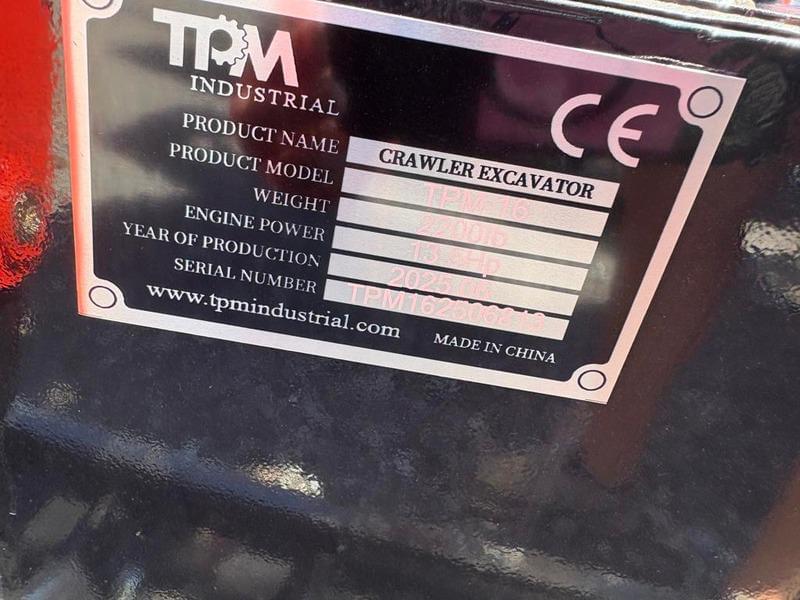 TPM
INDUSTRIAL
CE
PRODUCT NAME CRAWLER EXCAVATOR
PRODUCT MODEL TPM-16
WEIGHT 2200lb
ENGINE POWER 13.5Hp
YEAR OF PRODUCTION 2025.06
SERIAL NUMBER
www.tpmindustrial.com
MADE IN CHINA